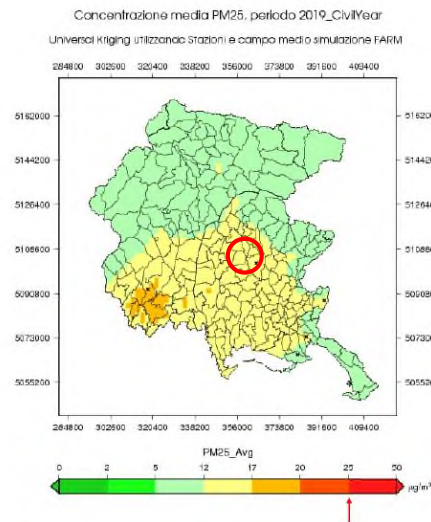 Concentrazione media PM25, periodo 2019_CivilYear
Universal Kriging utilizzando Stazioni e campo medio simulazione FARM
284800 302600 320400 338200 356000 373800 391600 409400
5162000 5162000
5144200 5144200
5126400 5126400
5108600 5108600
5090800 5090800
5073000 5073000
5055200 5055200
284800 302600 320400 338200 356000 373800 391600 409400
PM25_Avg
0 2 5 12 17 20 25 50 µg/m³